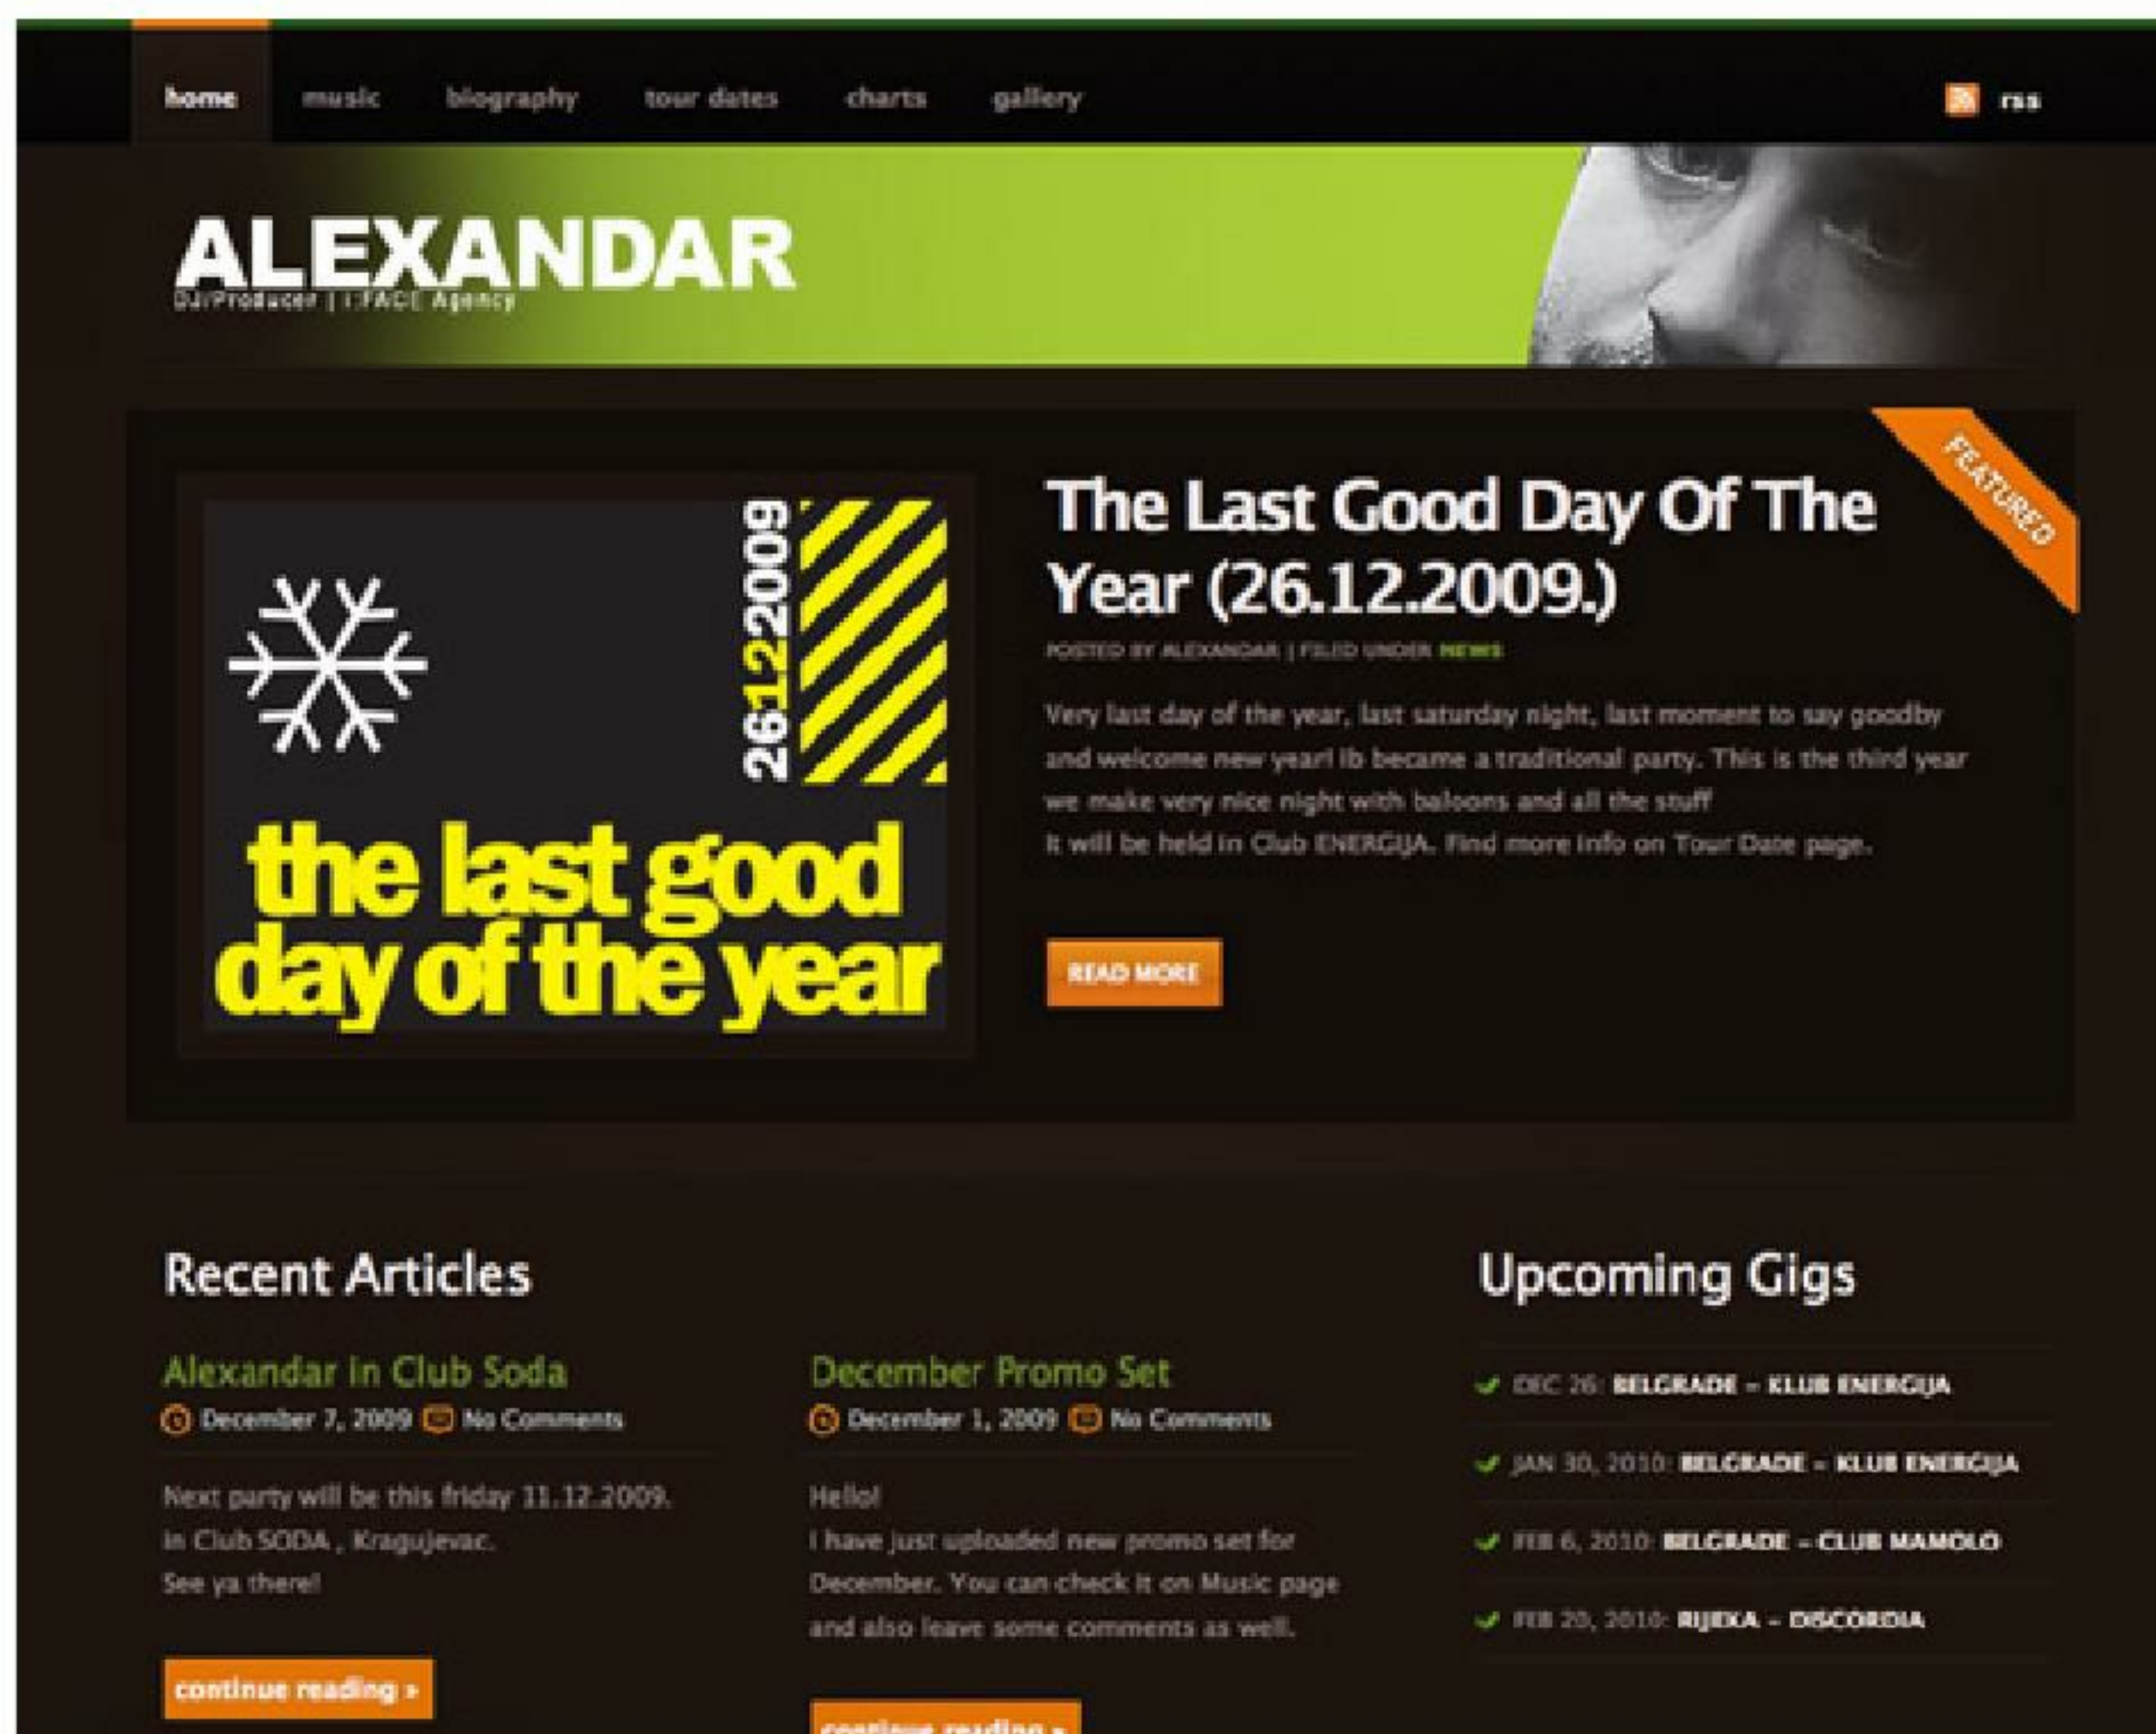 home music biography tour dates charts gallery rss
ALEXANDAR
DJ/Producer | i:FACE Agency
FEATURED
26122009
the last good
day of the year
The Last Good Day Of The
Year (26.12.2009.)
POSTED BY ALEXANDAR | FILED UNDER NEWS
Very last day of the year, last saturday night, last moment to say goodby
and welcome new year! Ib became a traditional party. This is the third year
we make very nice night with baloons and all the stuff
It will be held in Club ENERGIJA. Find more info on Tour Date page.
READ MORE
Recent Articles
Alexandar in Club Soda
December 7, 2009 No Comments
Next party will be this friday 11.12.2009.
in Club SODA , Kragujevac.
See ya there!
continue reading »
December Promo Set
December 1, 2009 No Comments
Hello!
I have just uploaded new promo set for
December. You can check it on Music page
and also leave some comments as well.
continue reading »
Upcoming Gigs
DEC 26: BELGRADE – KLUB ENERGIJA
JAN 30, 2010: BELGRADE – KLUB ENERGIJA
FEB 6, 2010: BELGRADE – CLUB MAMOLO
FEB 20, 2010: RIJEKA – DISCORDIA